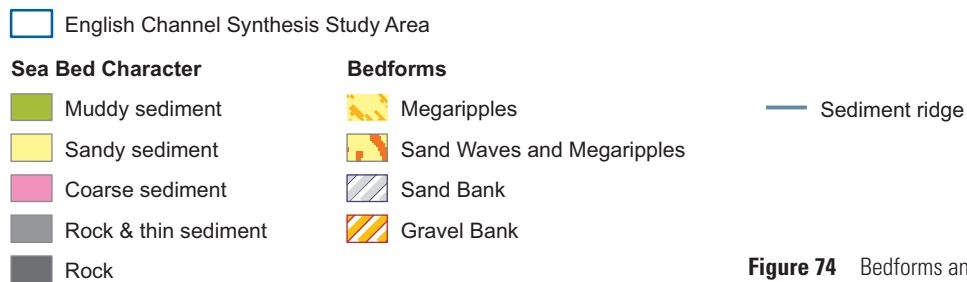 English Channel Synthesis Study Area
Sea Bed Character
Muddy sediment
Sandy sediment
Coarse sediment
Rock & thin sediment
Rock
Bedforms
Megaripples
Sand Waves and Megaripples
Sand Bank
Gravel Bank
Sediment ridge
Figure 74 Bedforms an